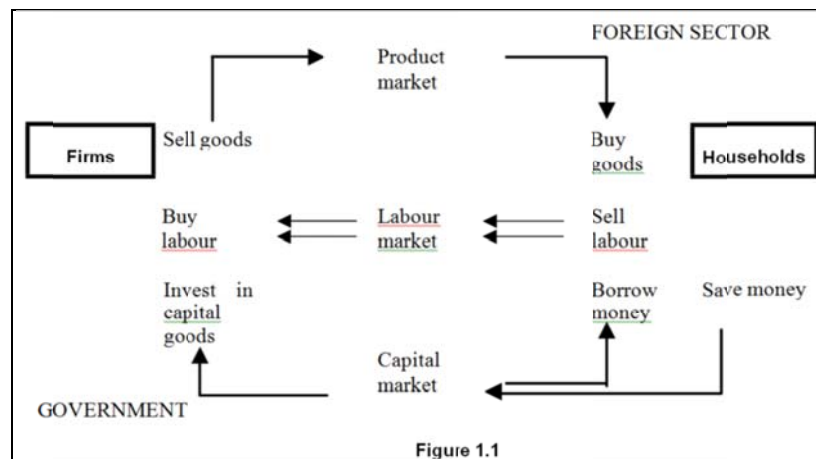 FOREIGN SECTOR
Product
market
Firms
Sell goods
Buy
goods
Households
Buy
labour
Labour
market
Sell
labour
Invest in
capital
goods
Borrow
money
Save money
Capital
market
GOVERNMENT
Figure 1.1